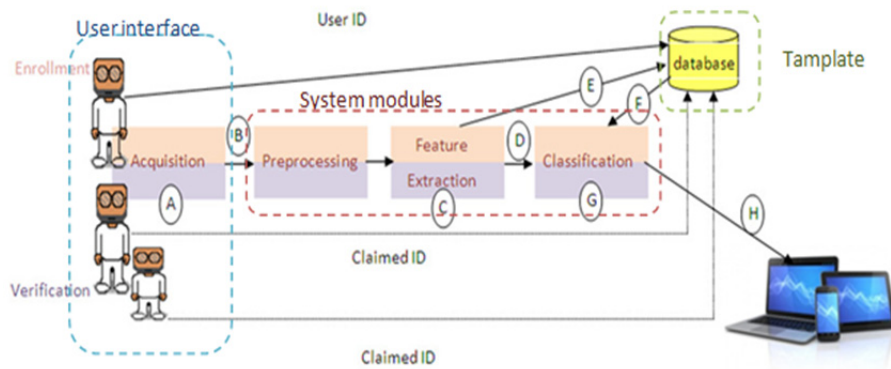 User ID
User interface
Enrollment
database
Tamplate
E
System modules
F
B
D
Acquisition
Preprocessing
Feature
Extraction
Classification
A
C
G
H
Claimed ID
Verification
Claimed ID